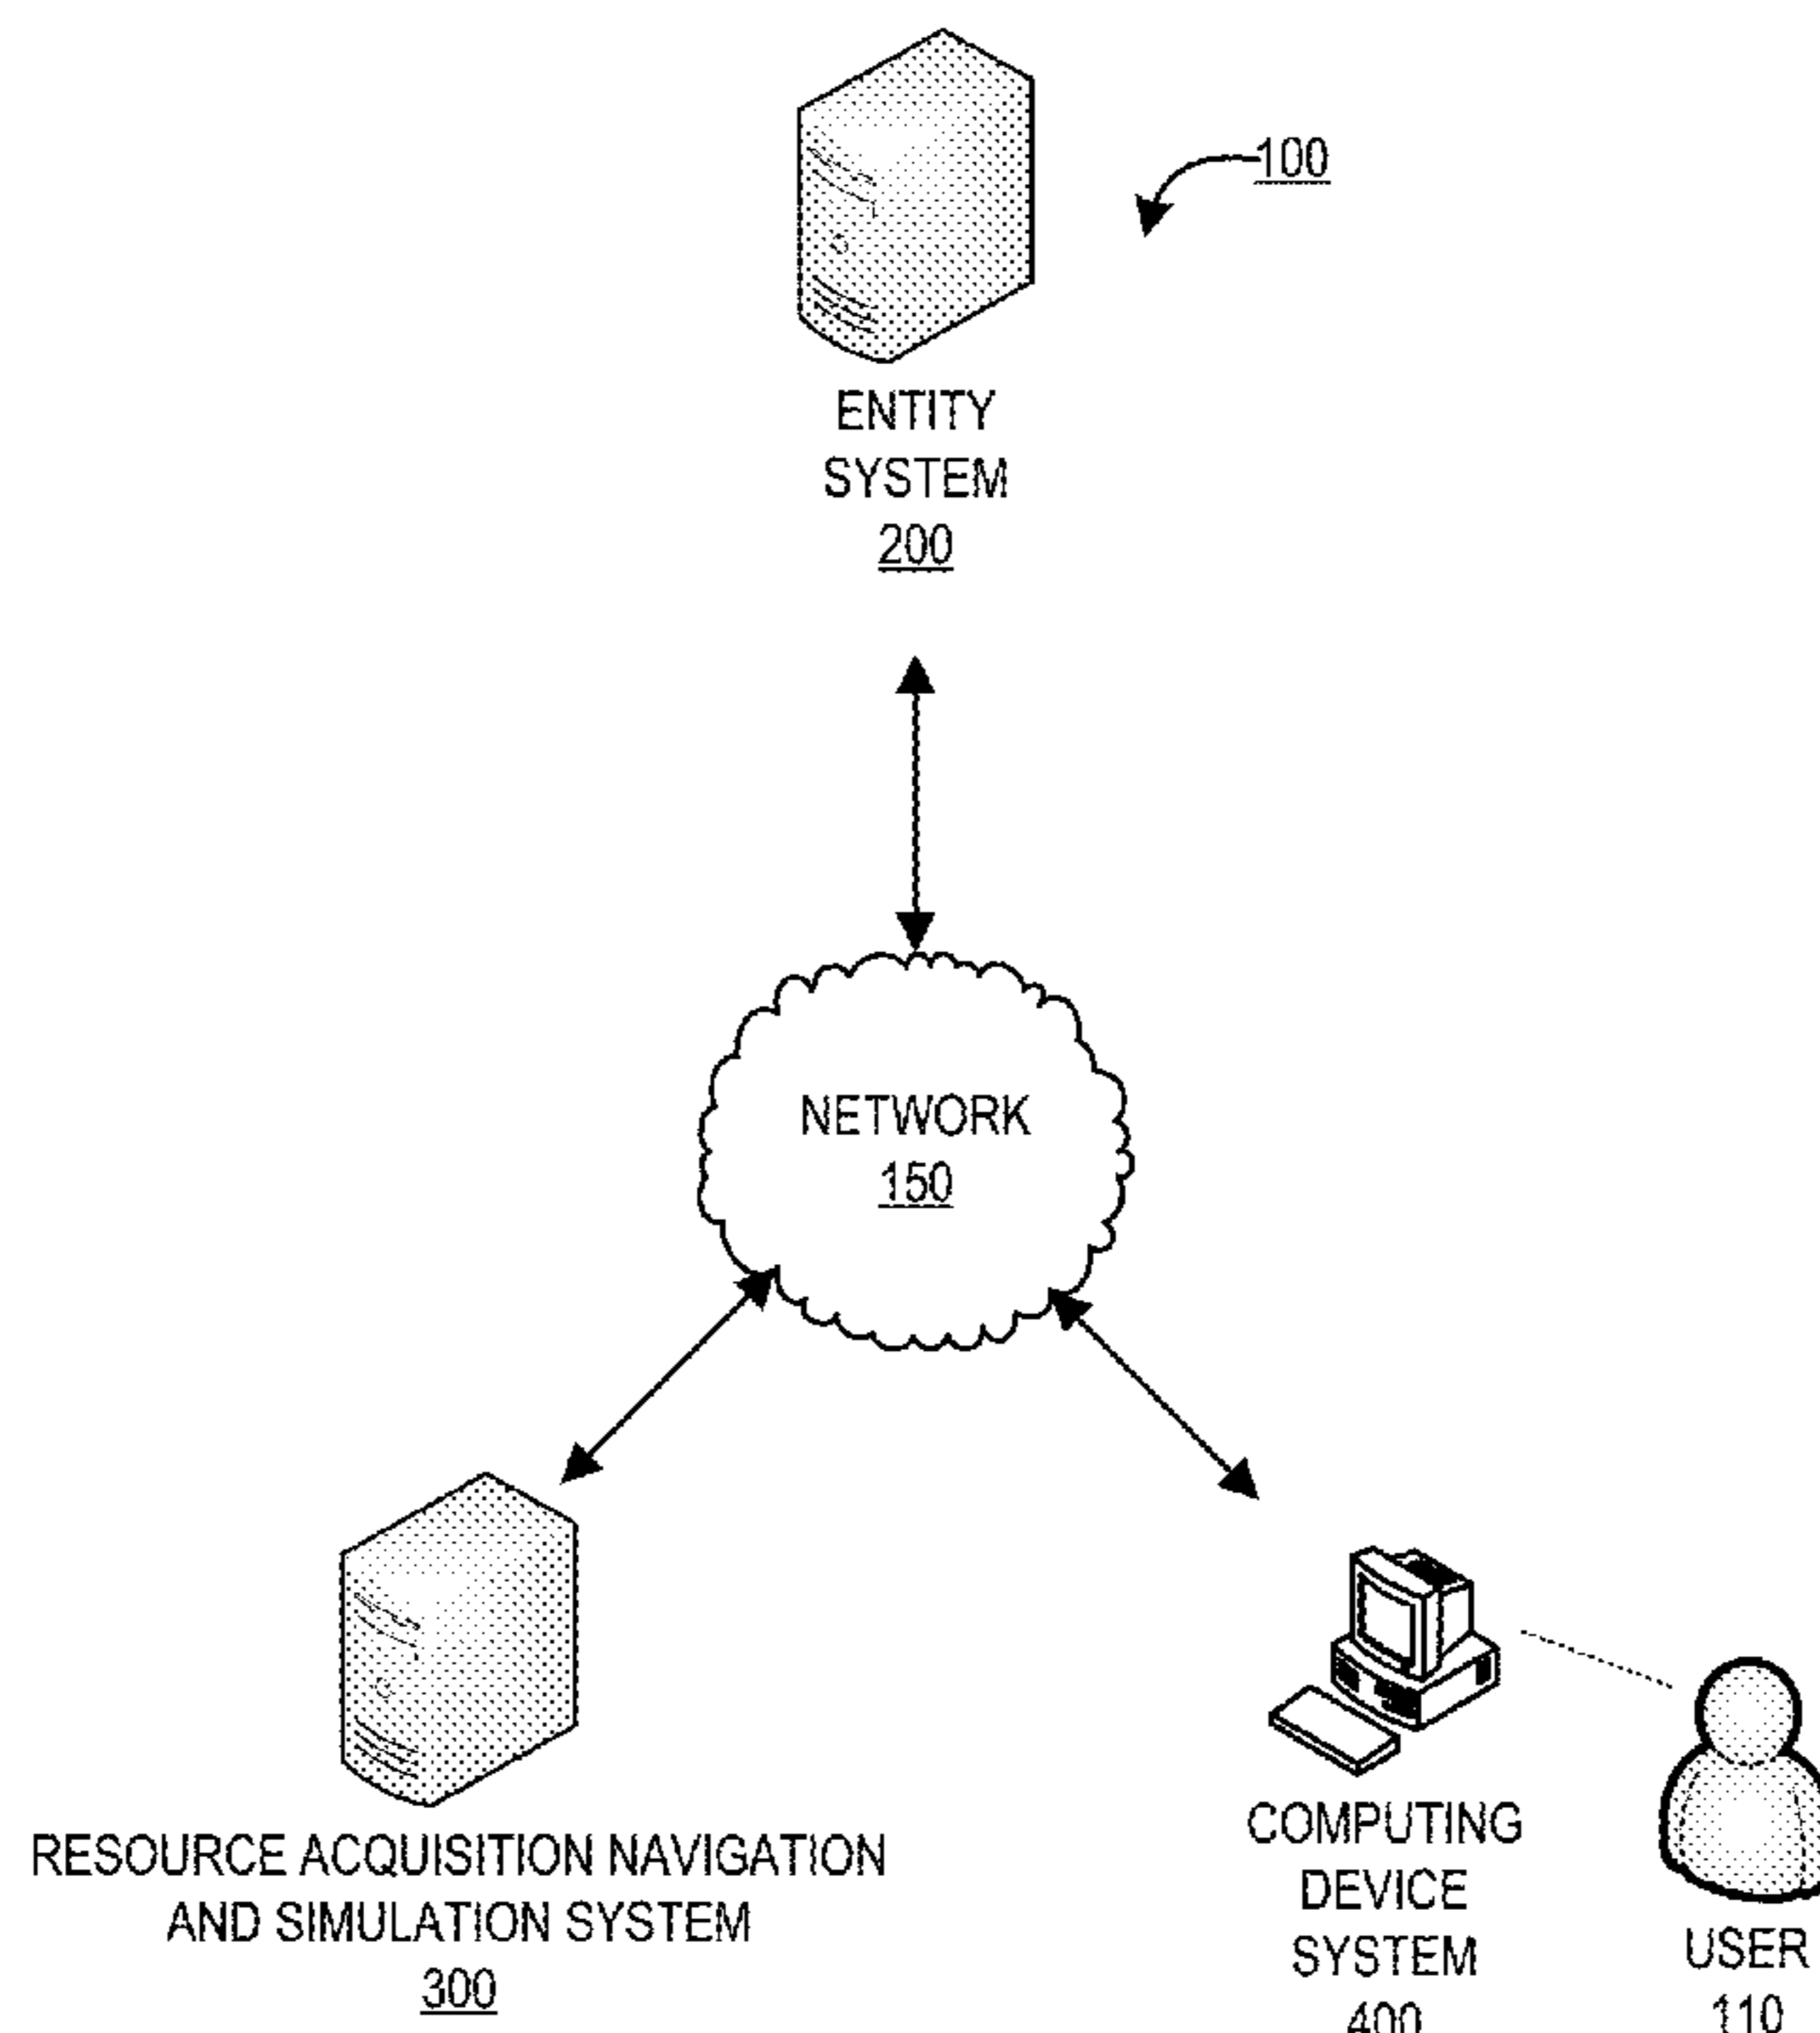 100
ENTITY
SYSTEM
200
NETWORK
150
RESOURCE ACQUISITION NAVIGATION
AND SIMULATION SYSTEM
300
COMPUTING
DEVICE
SYSTEM
400
USER
110